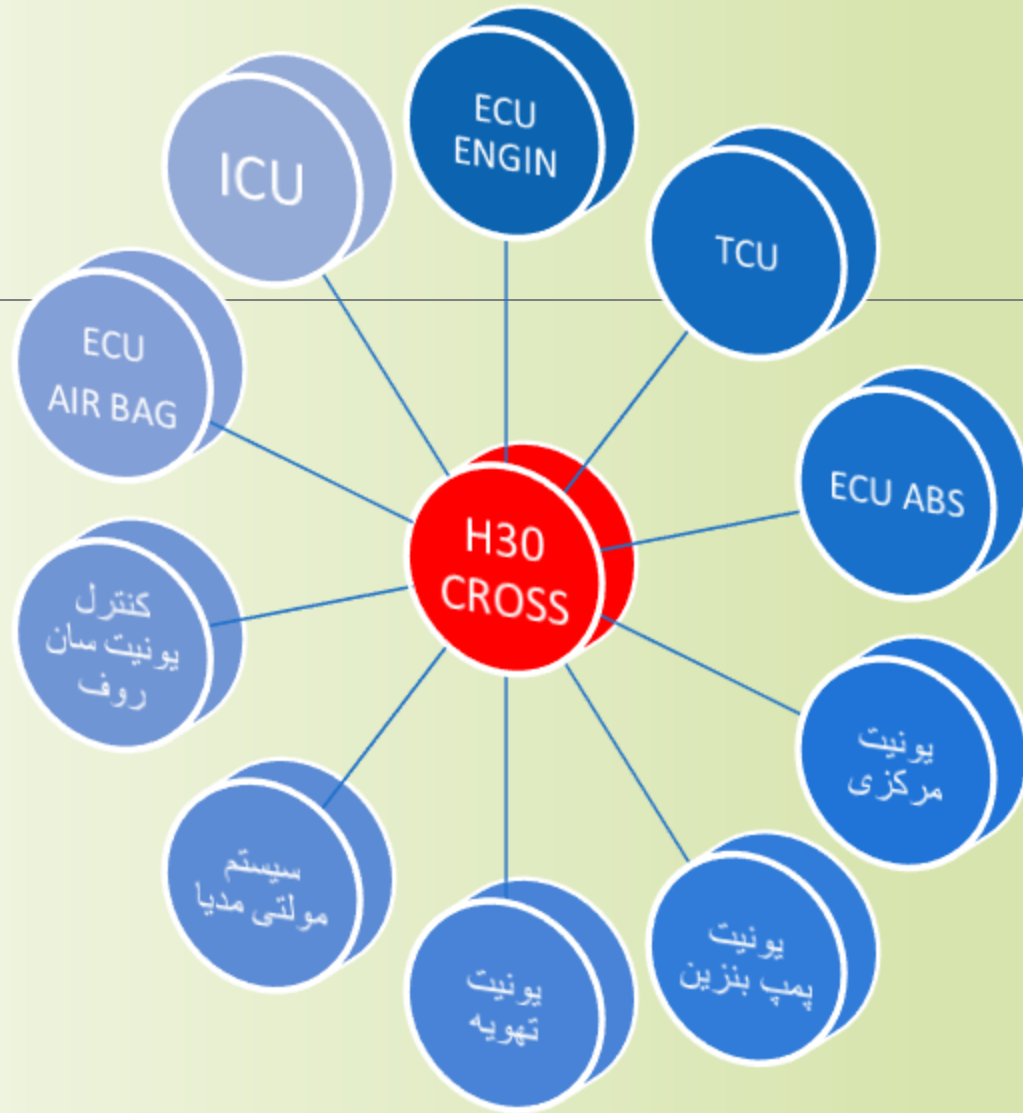 ECU
ENGIN
TCU
ECU ABS
یونیت
مرکزی
یونیت
پمپ بنزین
یونیت
تهویه
سیستم
مولتی مدیا
کنترل
یونیت سان
روف
ECU
AIR BAG
ICU
H30
CROSS